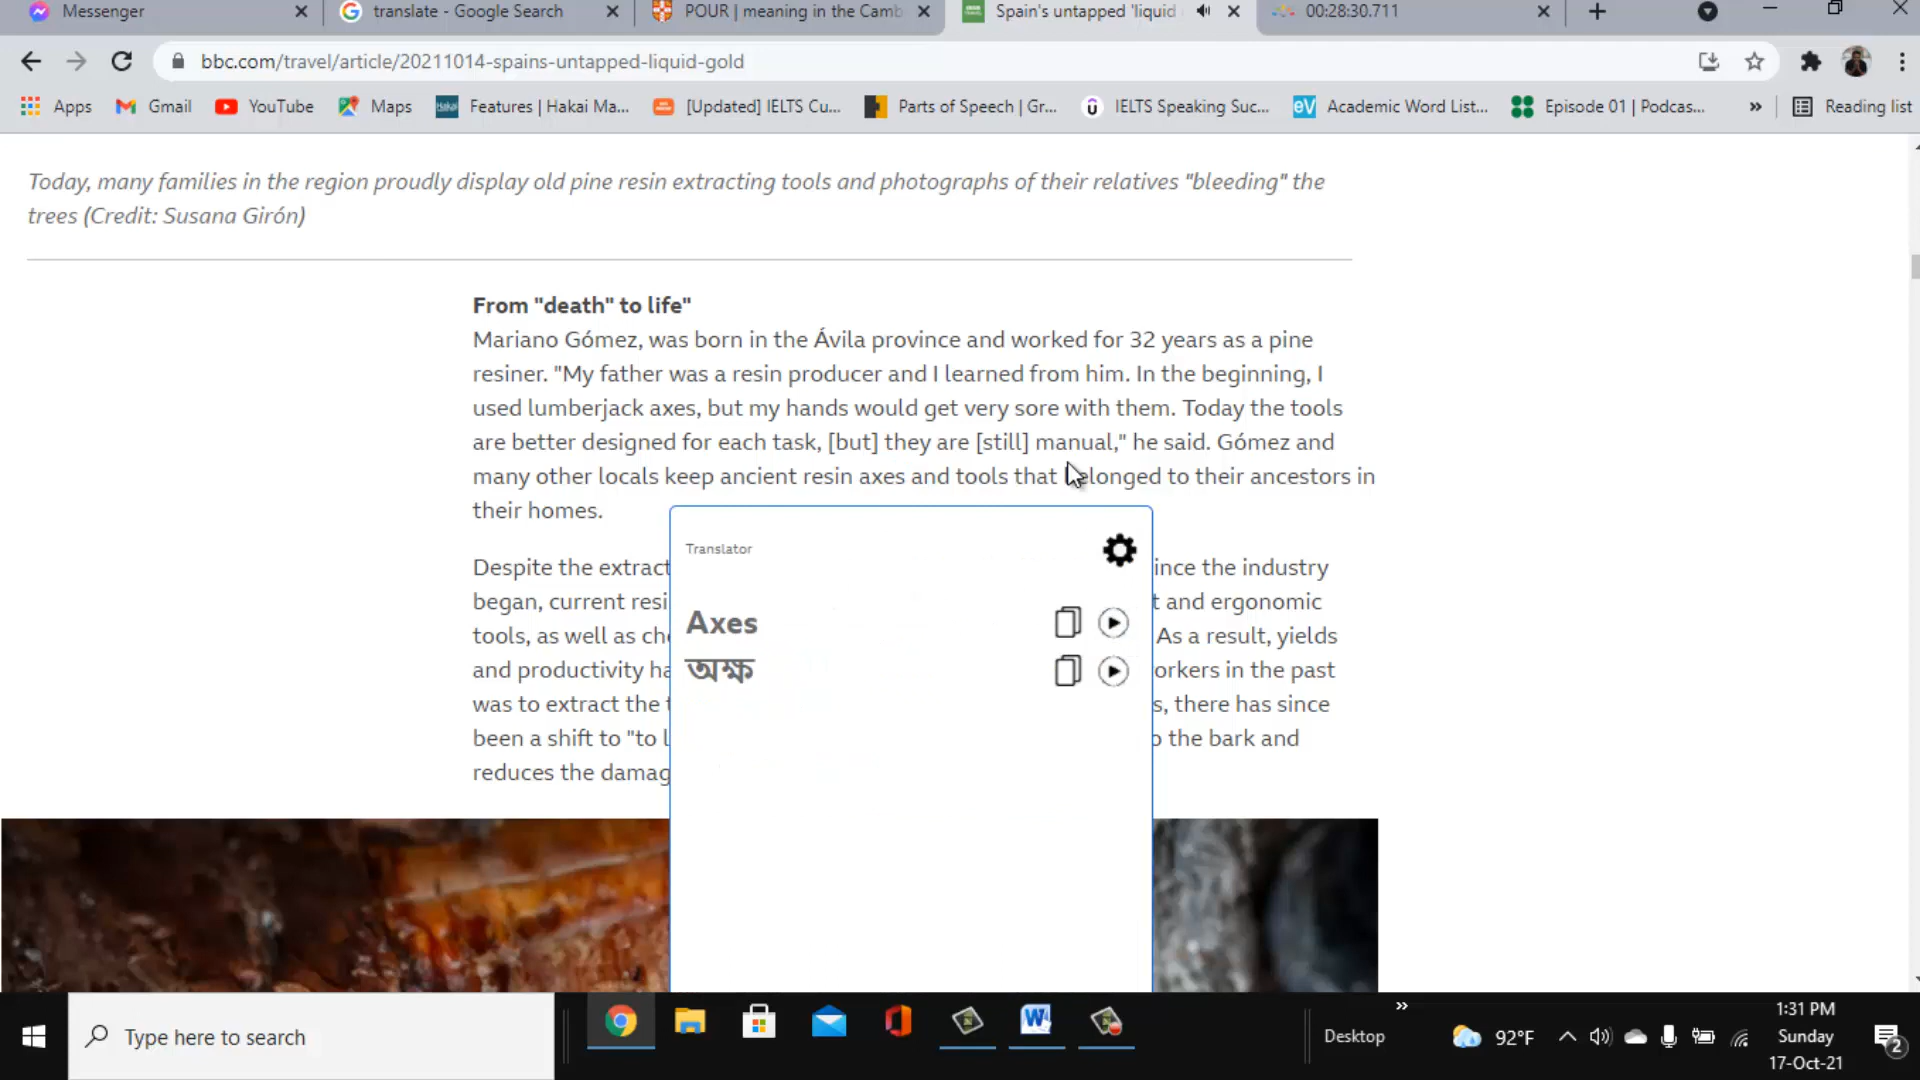 Messenger
translate - Google Search
POUR | meaning in the Camb
Spain's untapped 'liquid
00:28:30.711
bbc.com/travel/article/20211014-spains-untapped-liquid-gold
Apps
Gmail
YouTube
Maps
Features | Hakai Ma...
[Updated] IELTS Cu...
Parts of Speech | Gr...
IELTS Speaking Suc...
Academic Word List...
Episode 01 | Podcas...
»
Reading list
Today, many families in the region proudly display old pine resin extracting tools and photographs of their relatives "bleeding" the
trees (Credit: Susana Girón)
From "death" to life"
Mariano Gómez, was born in the Ávila province and worked for 32 years as a pine
resiner. "My father was a resin producer and I learned from him. In the beginning, I
used lumberjack axes, but my hands would get very sore with them. Today the tools
are better designed for each task, [but] they are [still] manual," he said. Gómez and
many other locals keep ancient resin axes and tools that belonged to their ancestors in
their homes.
Despite the extract
ince the industry
began, current resi
t and ergonomic
tools, as well as che
As a result, yields
and productivity ha
orkers in the past
was to extract the t
s, there has since
been a shift to "to l
o the bark and
reduces the damag
Translator
Axes
অক্ষ
Type here to search
Desktop
»
92°F
1:31 PM
Sunday
17-Oct-21
2